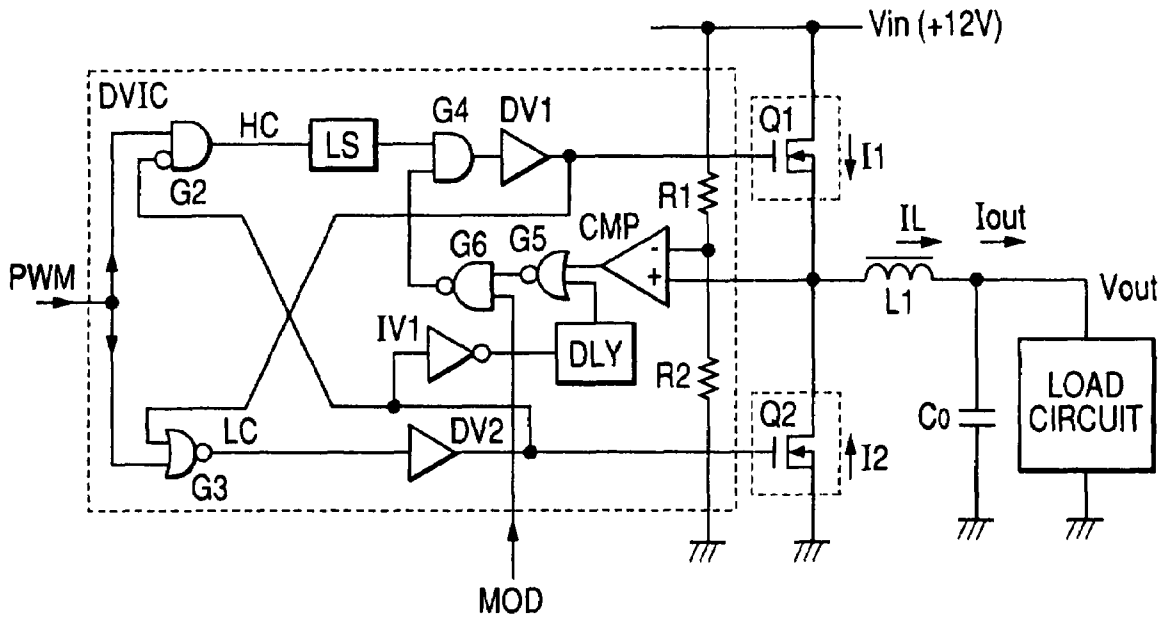 Vin (+12V)
DVIC
HC
LS
G4
DV1
Q1
I1
G2
R1
CMP
IL
Iout
G6
G5
-
+
PWM
L1
Vout
IV1
DLY
R2
LOAD
CIRCUIT
Q2
C0
LC
DV2
I2
G3
MOD